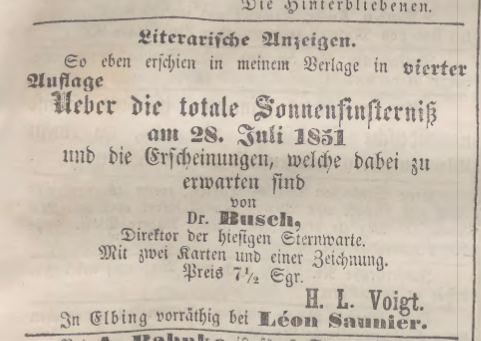 Die Hinterbliebenen.
Literarische Anzeigen.
So eben erschien in meinem Verlage in vierter
Auflage
Ueber die totale Sonnenfinsterniß
am 28. Juli 1851
und die Erscheinungen, welche dabei zu
erwarten sind
von
Dr. Busch,
Direktor der hiesigen Sternwarte.
Mit zwei Karten und einer Zeichnung.
Preis 7½ Sgr.
H. L. Voigt.
In Elbing vorräthig bei Léon Saunier.